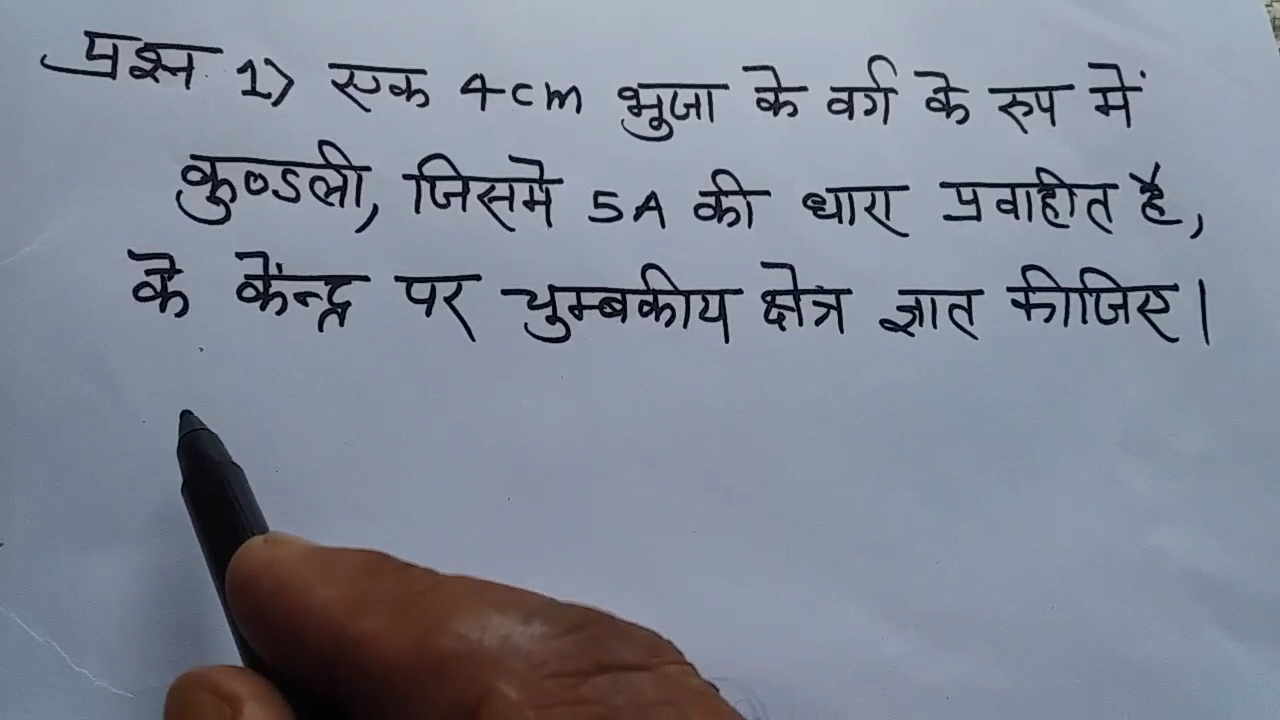 प्रश्न 1> एक 4cm भुजा के वर्ग के रुप में
कुण्डली, जिसमे 5A की धारा प्रवाहीत है,
के केंन्द्र पर चुम्बकीय क्षेत्र ज्ञात कीजिए।